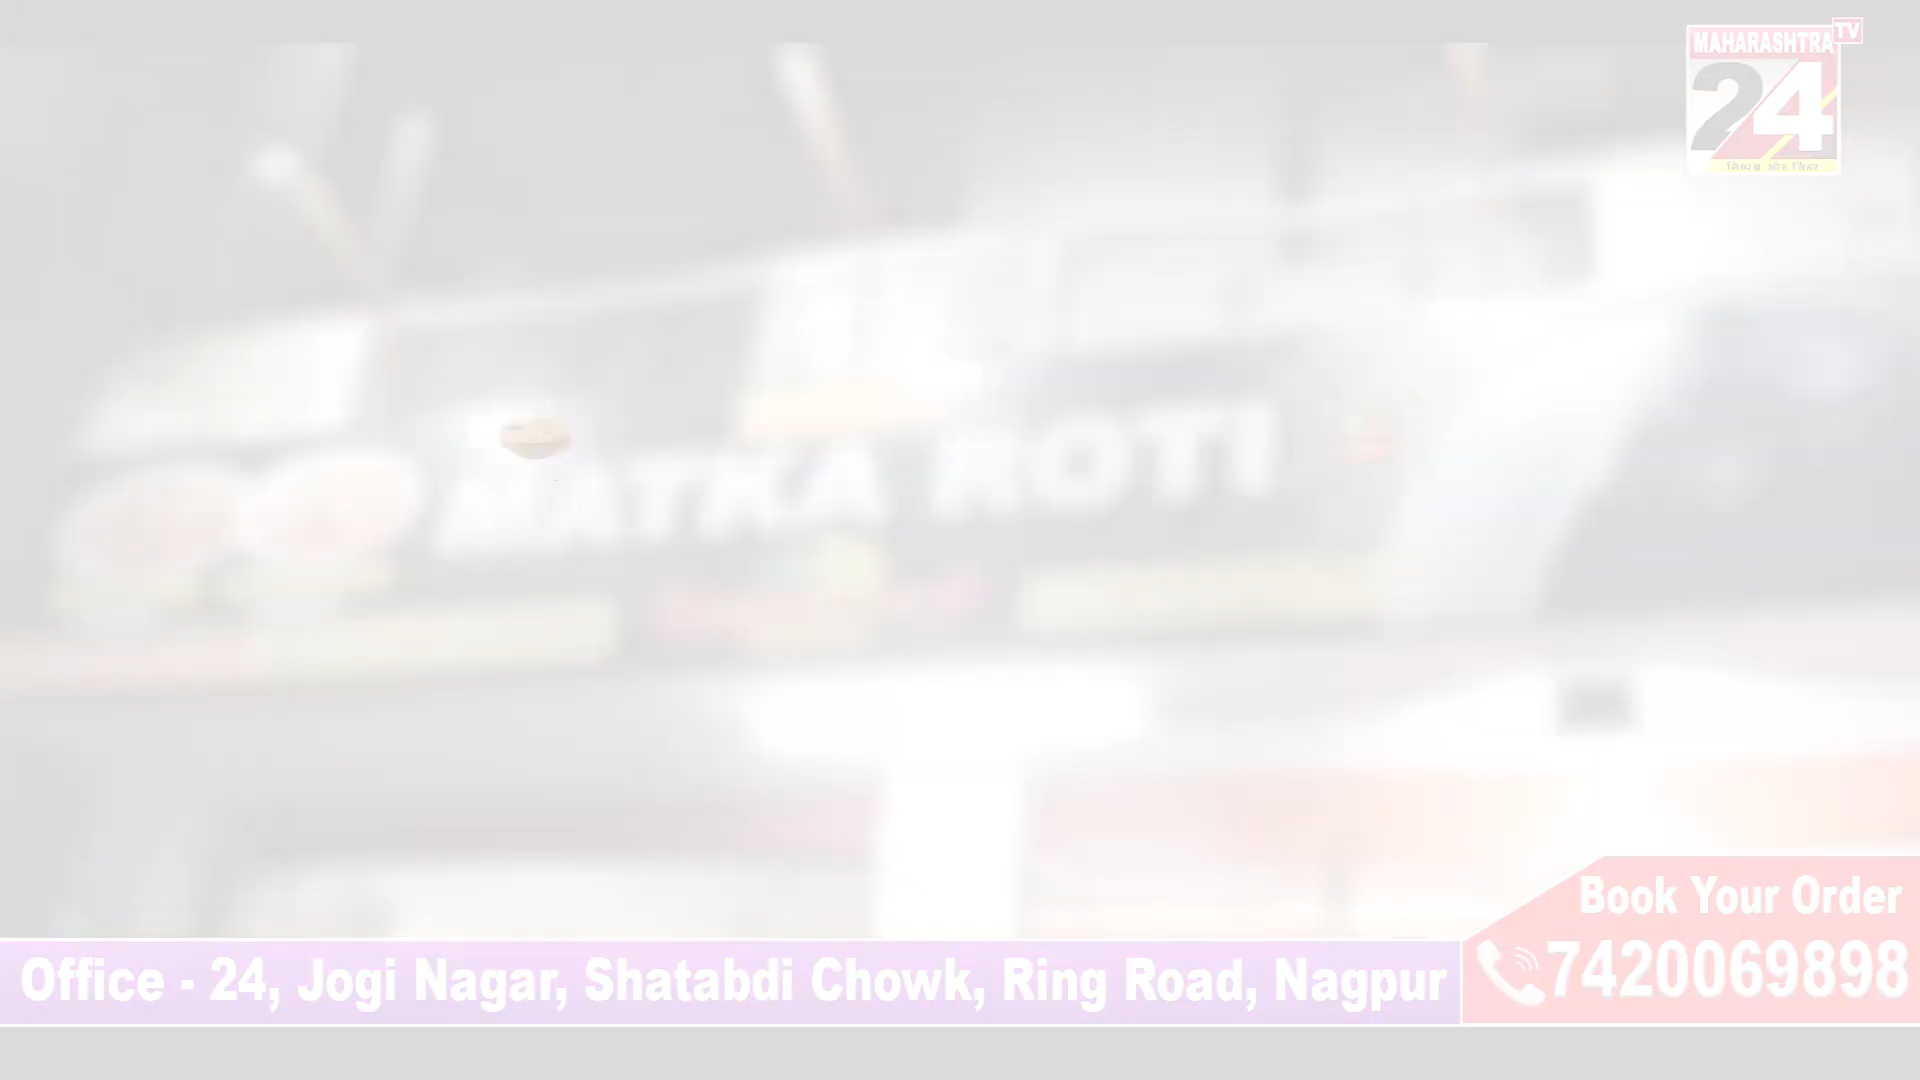 MAHARASHTRA
TV
24
MATKA ROTI
Book Your Order
Office - 24, Jogi Nagar, Shatabdi Chowk, Ring Road, Nagpur
7420069898